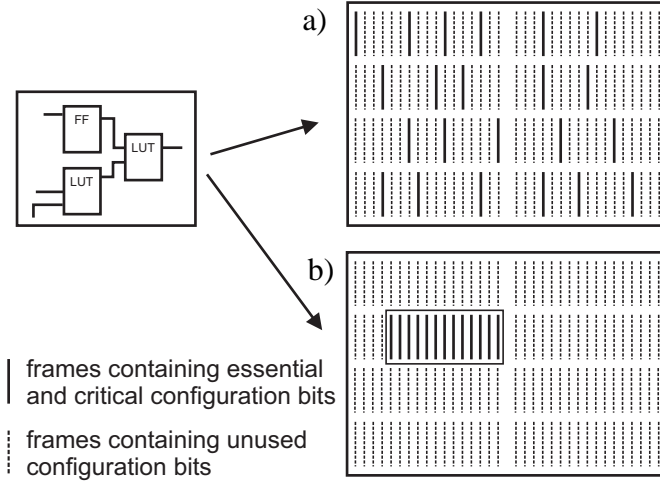 a)
FF
LUT
LUT
b)
frames containing essential
and critical configuration bits
frames containing unused
configuration bits